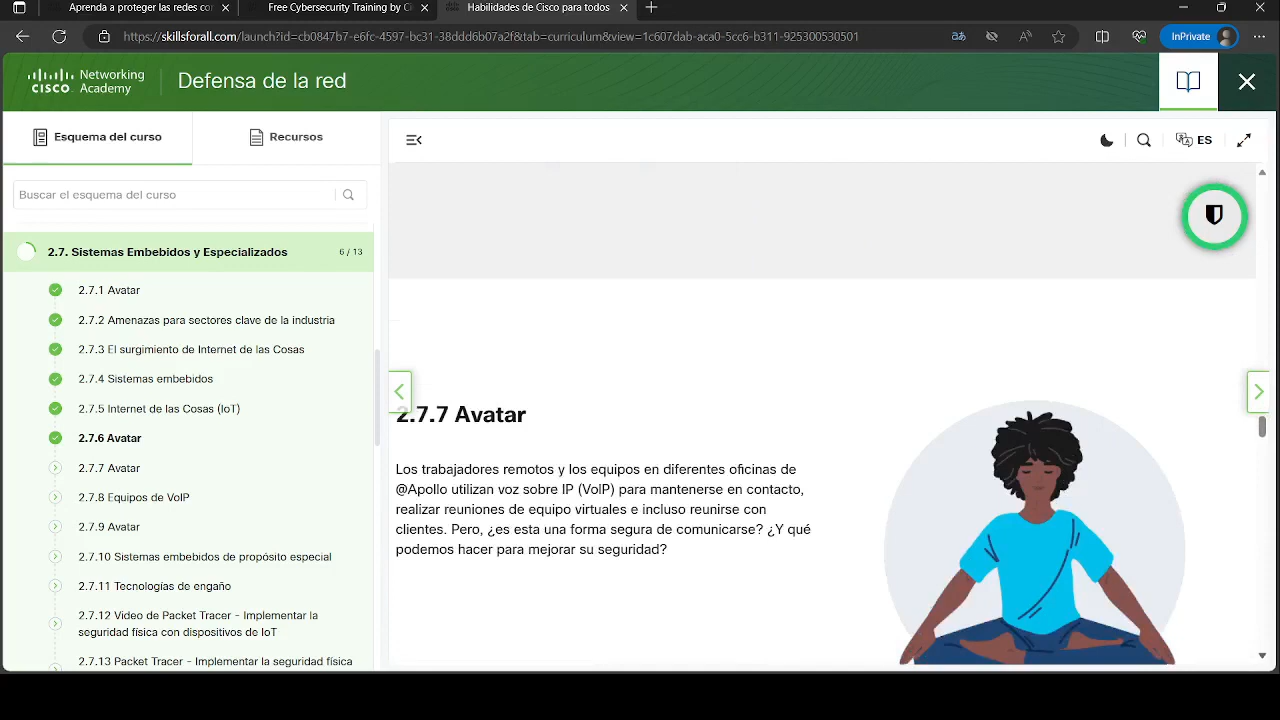 Aprenda a proteger las redes cor
Free Cybersecurity Training by Ci
Habilidades de Cisco para todos
https://skillsforall.com/launch?id=cb0847b7-e6fc-4597-bc31-38ddd6b07a2f&tab=curriculum&view=1c607dab-aca0-5cc6-b311-925300530501
InPrivate
CISCO
Networking
Academy
Defensa de la red
Esquema del curso
Recursos
ES
Buscar el esquema del curso
2.7. Sistemas Embebidos y Especializados
6 / 13
2.7.1 Avatar
2.7.2 Amenazas para sectores clave de la industria
2.7.3 El surgimiento de Internet de las Cosas
2.7.4 Sistemas embebidos
2.7.5 Internet de las Cosas (IoT)
2.7.6 Avatar
2.7.7 Avatar
2.7.8 Equipos de VoIP
2.7.9 Avatar
2.7.10 Sistemas embebidos de propósito especial
2.7.11 Tecnologías de engaño
2.7.12 Video de Packet Tracer - Implementar la
seguridad física con dispositivos de IoT
2.7.13 Packet Tracer - Implementar la seguridad física
2.7.7 Avatar
Los trabajadores remotos y los equipos en diferentes oficinas de
@Apollo utilizan voz sobre IP (VoIP) para mantenerse en contacto,
realizar reuniones de equipo virtuales e incluso reunirse con
clientes. Pero, ¿es esta una forma segura de comunicarse? ¿Y qué
podemos hacer para mejorar su seguridad?